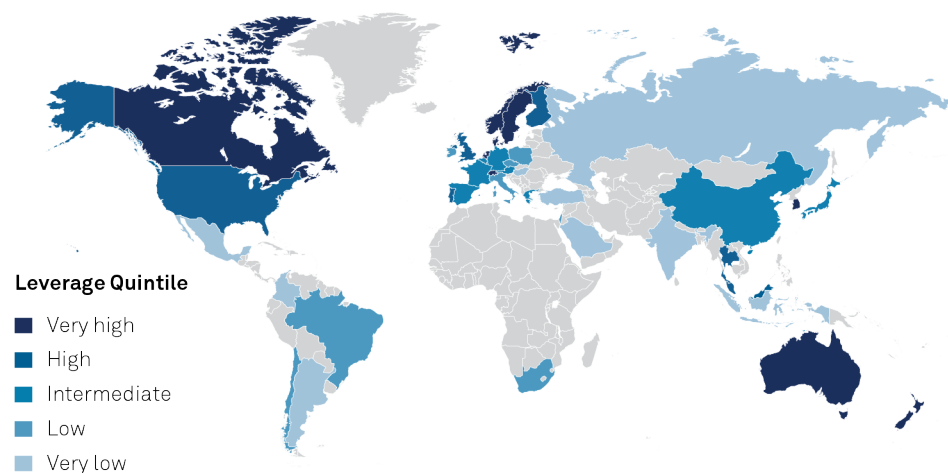 Leverage Quintile
Very high
High
Intermediate
Low
Very low